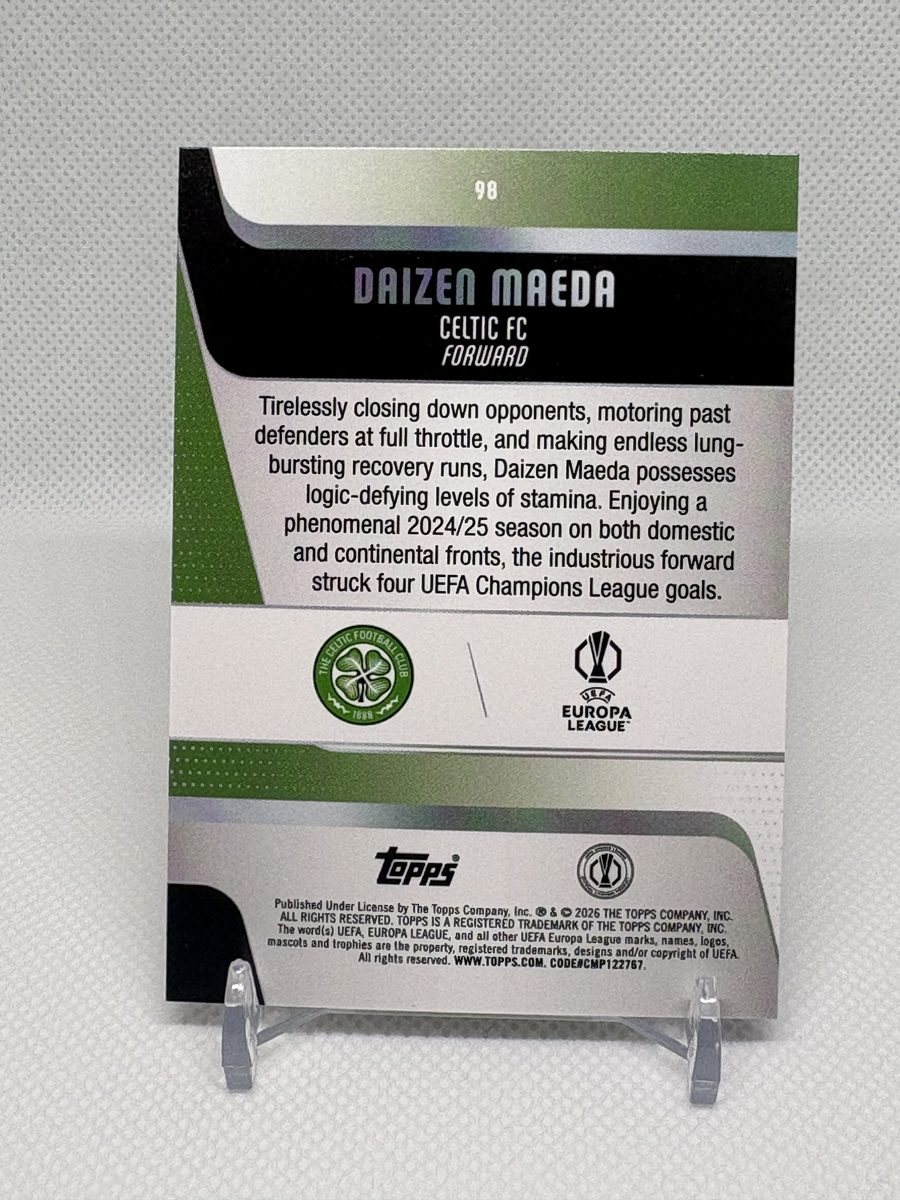 98
DAIZEN MAEDA
CELTIC FC
FORWARD
Tirelessly closing down opponents, motoring past
defenders at full throttle, and making endless lung-
bursting recovery runs, Daizen Maeda possesses
logic-defying levels of stamina. Enjoying a
phenomenal 2024/25 season on both domestic
and continental fronts, the industrious forward
struck four UEFA Champions League goals.
THE CELTIC FOOTBALL CLUB
1888
UEFA
EUROPA
LEAGUE™
topps®
Published Under License by The Topps Company, Inc. ® & © 2026 THE TOPPS COMPANY, INC.
ALL RIGHTS RESERVED. TOPPS IS A REGISTERED TRADEMARK OF THE TOPPS COMPANY, INC.
The word(s) UEFA, EUROPA LEAGUE, and all other UEFA Europa League marks, names, logos,
mascots and trophies are the property, registered trademarks, designs and/or copyright of UEFA.
All rights reserved. WWW.TOPPS.COM. CODE#CMP122767.